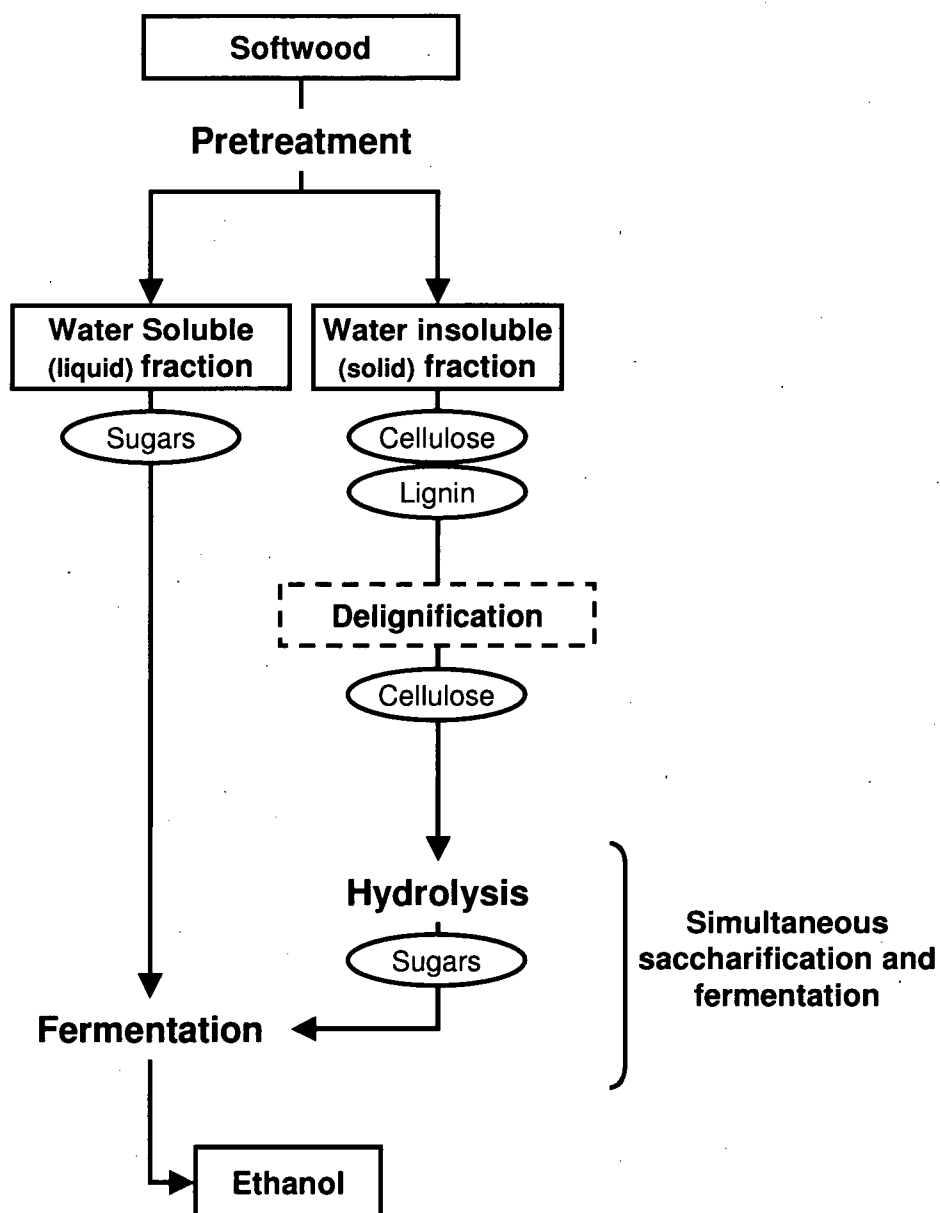 Softwood
Pretreatment
Water Soluble
(liquid) fraction
Water insoluble
(solid) fraction
Sugars
Cellulose
Lignin
Delignification
Cellulose
Hydrolysis
Sugars
Simultaneous
saccharification and
fermentation
Fermentation
Ethanol